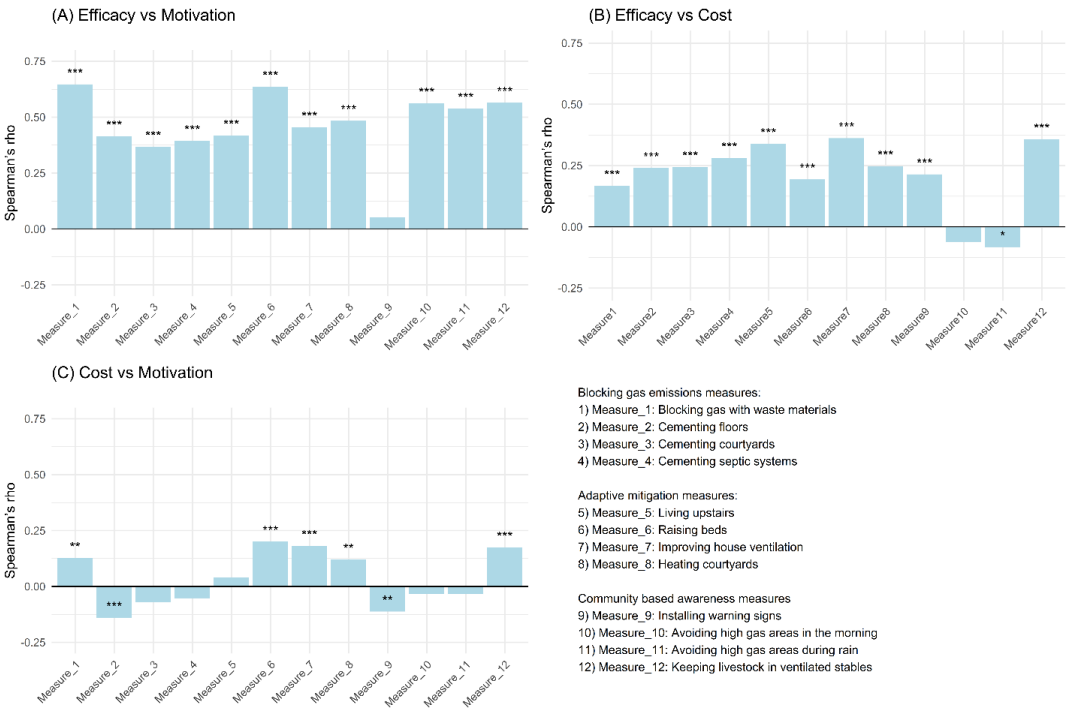 (A) Efficacy vs Motivation
Spearman's rho
0.75
0.50
0.25
0.00
-0.25
*** *** *** *** *** *** *** *** *** *** ***
Measure_1 Measure_2 Measure_3 Measure_4 Measure_5 Measure_6 Measure_7 Measure_8 Measure_9 Measure_10 Measure_11 Measure_12
(B) Efficacy vs Cost
Spearman's rho
0.75
0.50
0.25
0.00
-0.25
*** *** *** *** *** *** *** *** *** * ***
Measure1 Measure2 Measure3 Measure4 Measure5 Measure6 Measure7 Measure8 Measure9 Measure10 Measure11 Measure12
(C) Cost vs Motivation
Spearman's rho
0.75
0.50
0.25
0.00
-0.25
** *** *** *** ** ** ***
Measure_1 Measure_2 Measure_3 Measure_4 Measure_5 Measure_6 Measure_7 Measure_8 Measure_9 Measure_10 Measure_11 Measure_12
Blocking gas emissions measures:
1) Measure_1: Blocking gas with waste materials
2) Measure_2: Cementing floors
3) Measure_3: Cementing courtyards
4) Measure_4: Cementing septic systems
Adaptive mitigation measures:
5) Measure_5: Living upstairs
6) Measure_6: Raising beds
7) Measure_7: Improving house ventilation
8) Measure_8: Heating courtyards
Community based awareness measures
9) Measure_9: Installing warning signs
10) Measure_10: Avoiding high gas areas in the morning
11) Measure_11: Avoiding high gas areas during rain
12) Measure_12: Keeping livestock in ventilated stables